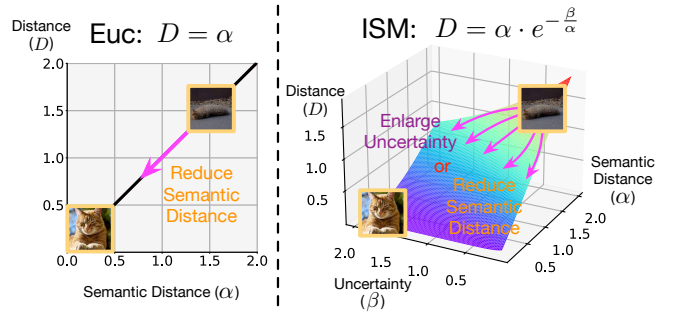 Euc: D = α
Distance
(D)
2.0
1.5
1.0
0.5
0.0
0.5
1.0
1.5
2.0
Reduce
Semantic
Distance
Semantic Distance (α)
ISM: D = α · e^{-β/α}
Distance
(D)
1.5
1.0
0.5
Enlarge
Uncertainty
or
Reduce
Semantic
Distance
Semantic
Distance
(α)
2.0
1.5
1.0
0.5
2.0
1.5
1.0
0.5
Uncertainty
(β)